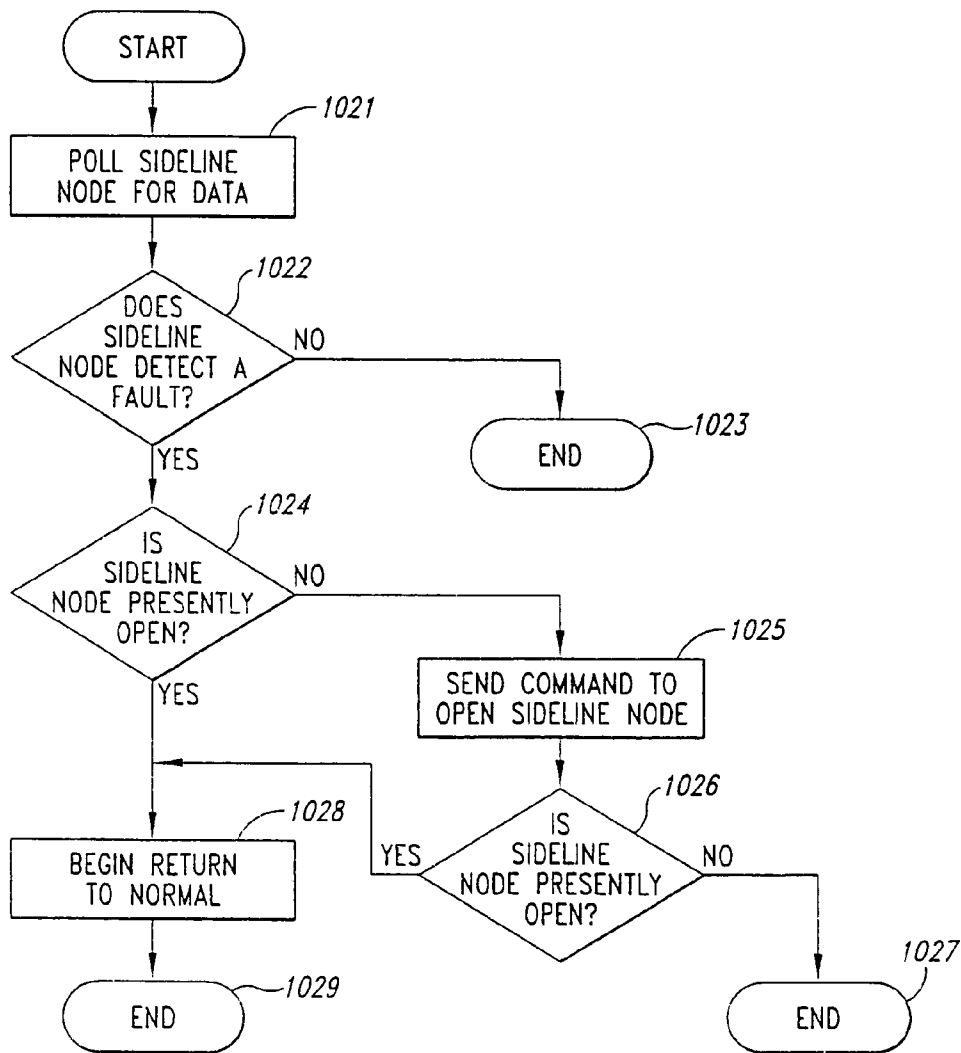 START
1021
POLL SIDELINE
NODE FOR DATA
1022
DOES
SIDELINE
NODE DETECT A
FAULT?
NO
YES
1023
END
1024
IS
SIDELINE
NODE PRESENTLY
OPEN?
NO
YES
1025
SEND COMMAND TO
OPEN SIDELINE NODE
1026
IS
SIDELINE
NODE PRESENTLY
OPEN?
YES
NO
1028
BEGIN RETURN
TO NORMAL
1029
END
1027
END